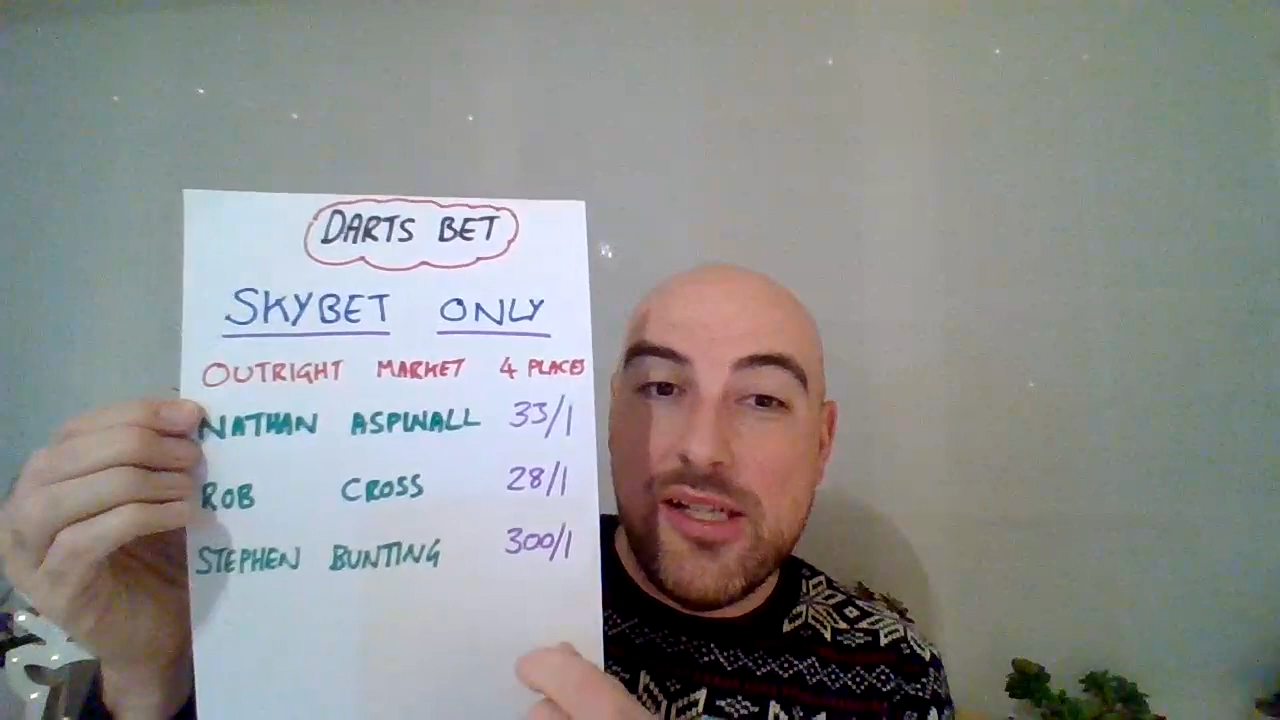 DARTS BET
SKYBET ONLY
OUTRIGHT MARKET 4 PLACES
NATHAN ASPINALL 33/1
ROB CROSS 28/1
STEPHEN BUNTING 300/1